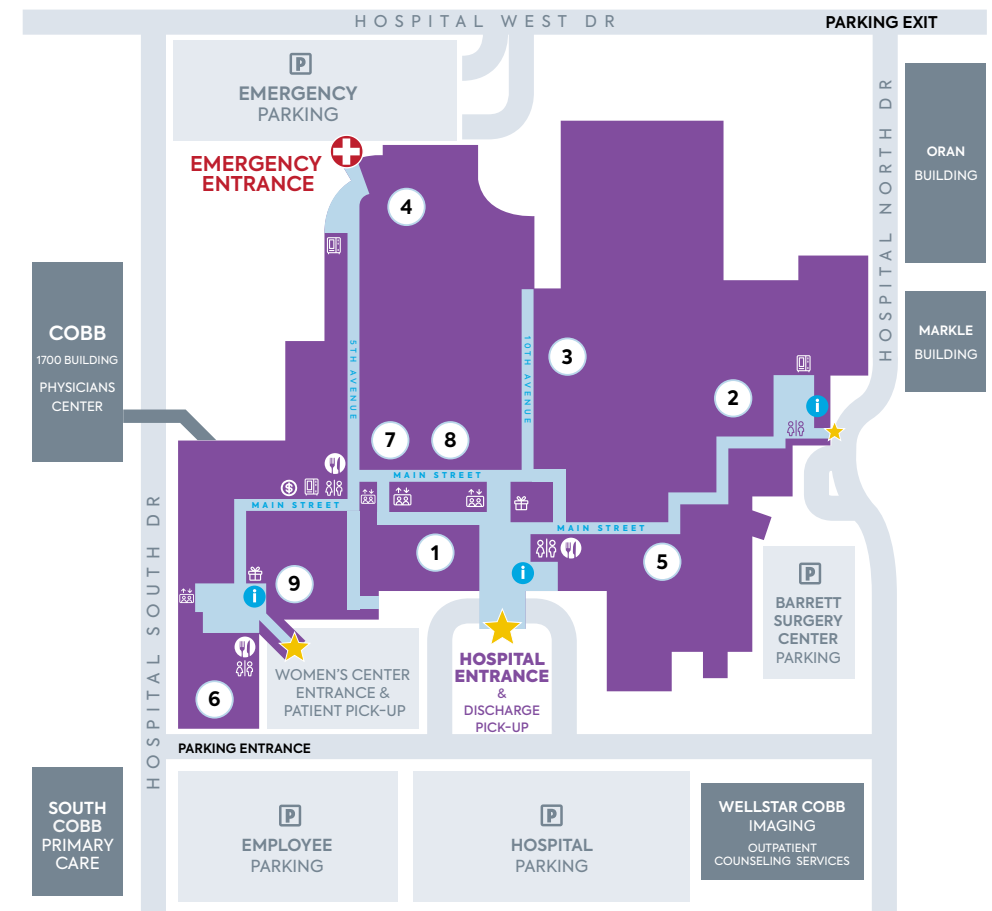 HOSPITAL WEST DR
PARKING EXIT
P
EMERGENCY
PARKING
EMERGENCY
ENTRANCE
HOSPITAL NORTH DR
ORAN
BUILDING
MARKLE
BUILDING
4
COBB
1700 BUILDING
PHYSICIANS
CENTER
5TH AVENUE
10TH AVENUE
3
2
i
7
8
MAIN STREET
$
MAIN STREET
MAIN STREET
1
5
i
9
i
6
HOSPITAL SOUTH DR
P
BARRETT
SURGERY
CENTER
PARKING
WOMEN'S CENTER
ENTRANCE &
PATIENT PICK-UP
HOSPITAL
ENTRANCE
&
DISCHARGE
PICK-UP
PARKING ENTRANCE
SOUTH
COBB
PRIMARY
CARE
P
EMPLOYEE
PARKING
P
HOSPITAL
PARKING
WELLSTAR COBB
IMAGING
OUTPATIENT
COUNSELING SERVICES